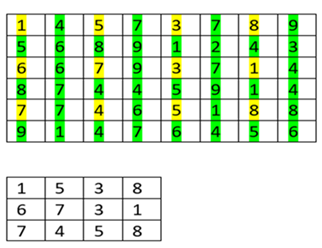 1 4 5 7 3 7 8 9
5 6 8 9 1 2 4 3
6 6 7 9 3 7 1 4
8 7 4 4 5 9 1 4
7 7 4 6 5 1 8 8
9 1 4 7 6 4 5 6
1 5 3 8
6 7 3 1
7 4 5 8